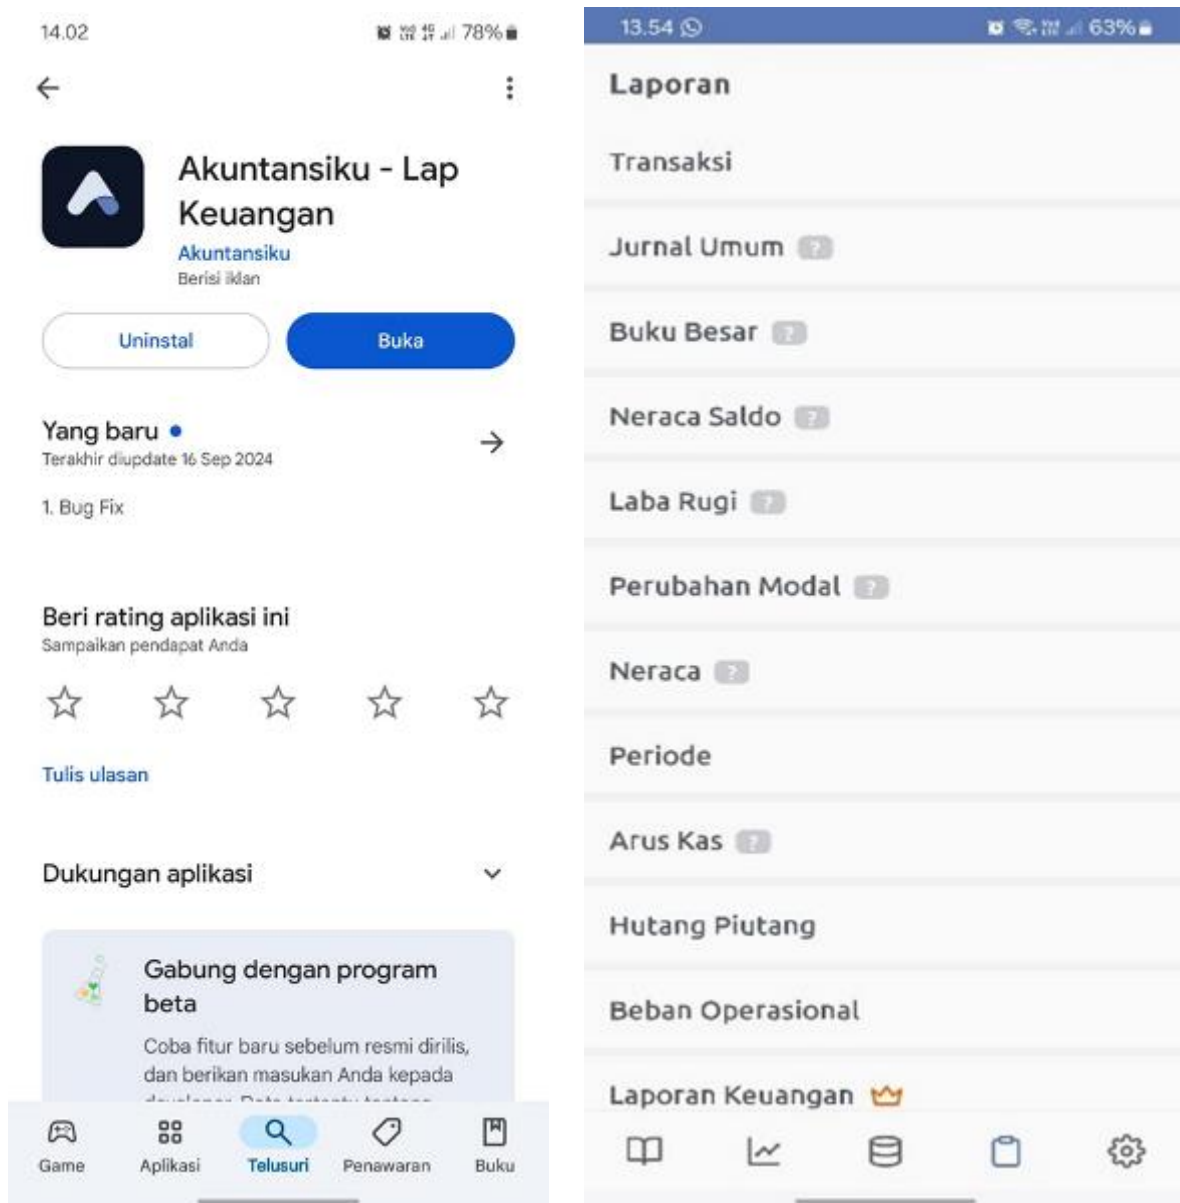 14.02
78%
Akuntansiku - Lap
Keuangan
Akuntansiku
Berisi iklan
Uninstal
Buka
Yang baru
Terakhir diupdate 16 Sep 2024
1. Bug Fix
Beri rating aplikasi ini
Sampaikan pendapat Anda
Tulis ulasan
Dukungan aplikasi
Gabung dengan program
beta
Coba fitur baru sebelum resmi dirilis,
dan berikan masukan Anda kepada
Game
Aplikasi
Telusuri
Penawaran
Buku
13.54
63%
Laporan
Transaksi
Jurnal Umum ?
Buku Besar ?
Neraca Saldo ?
Laba Rugi ?
Perubahan Modal ?
Neraca ?
Periode
Arus Kas ?
Hutang Piutang
Beban Operasional
Laporan Keuangan